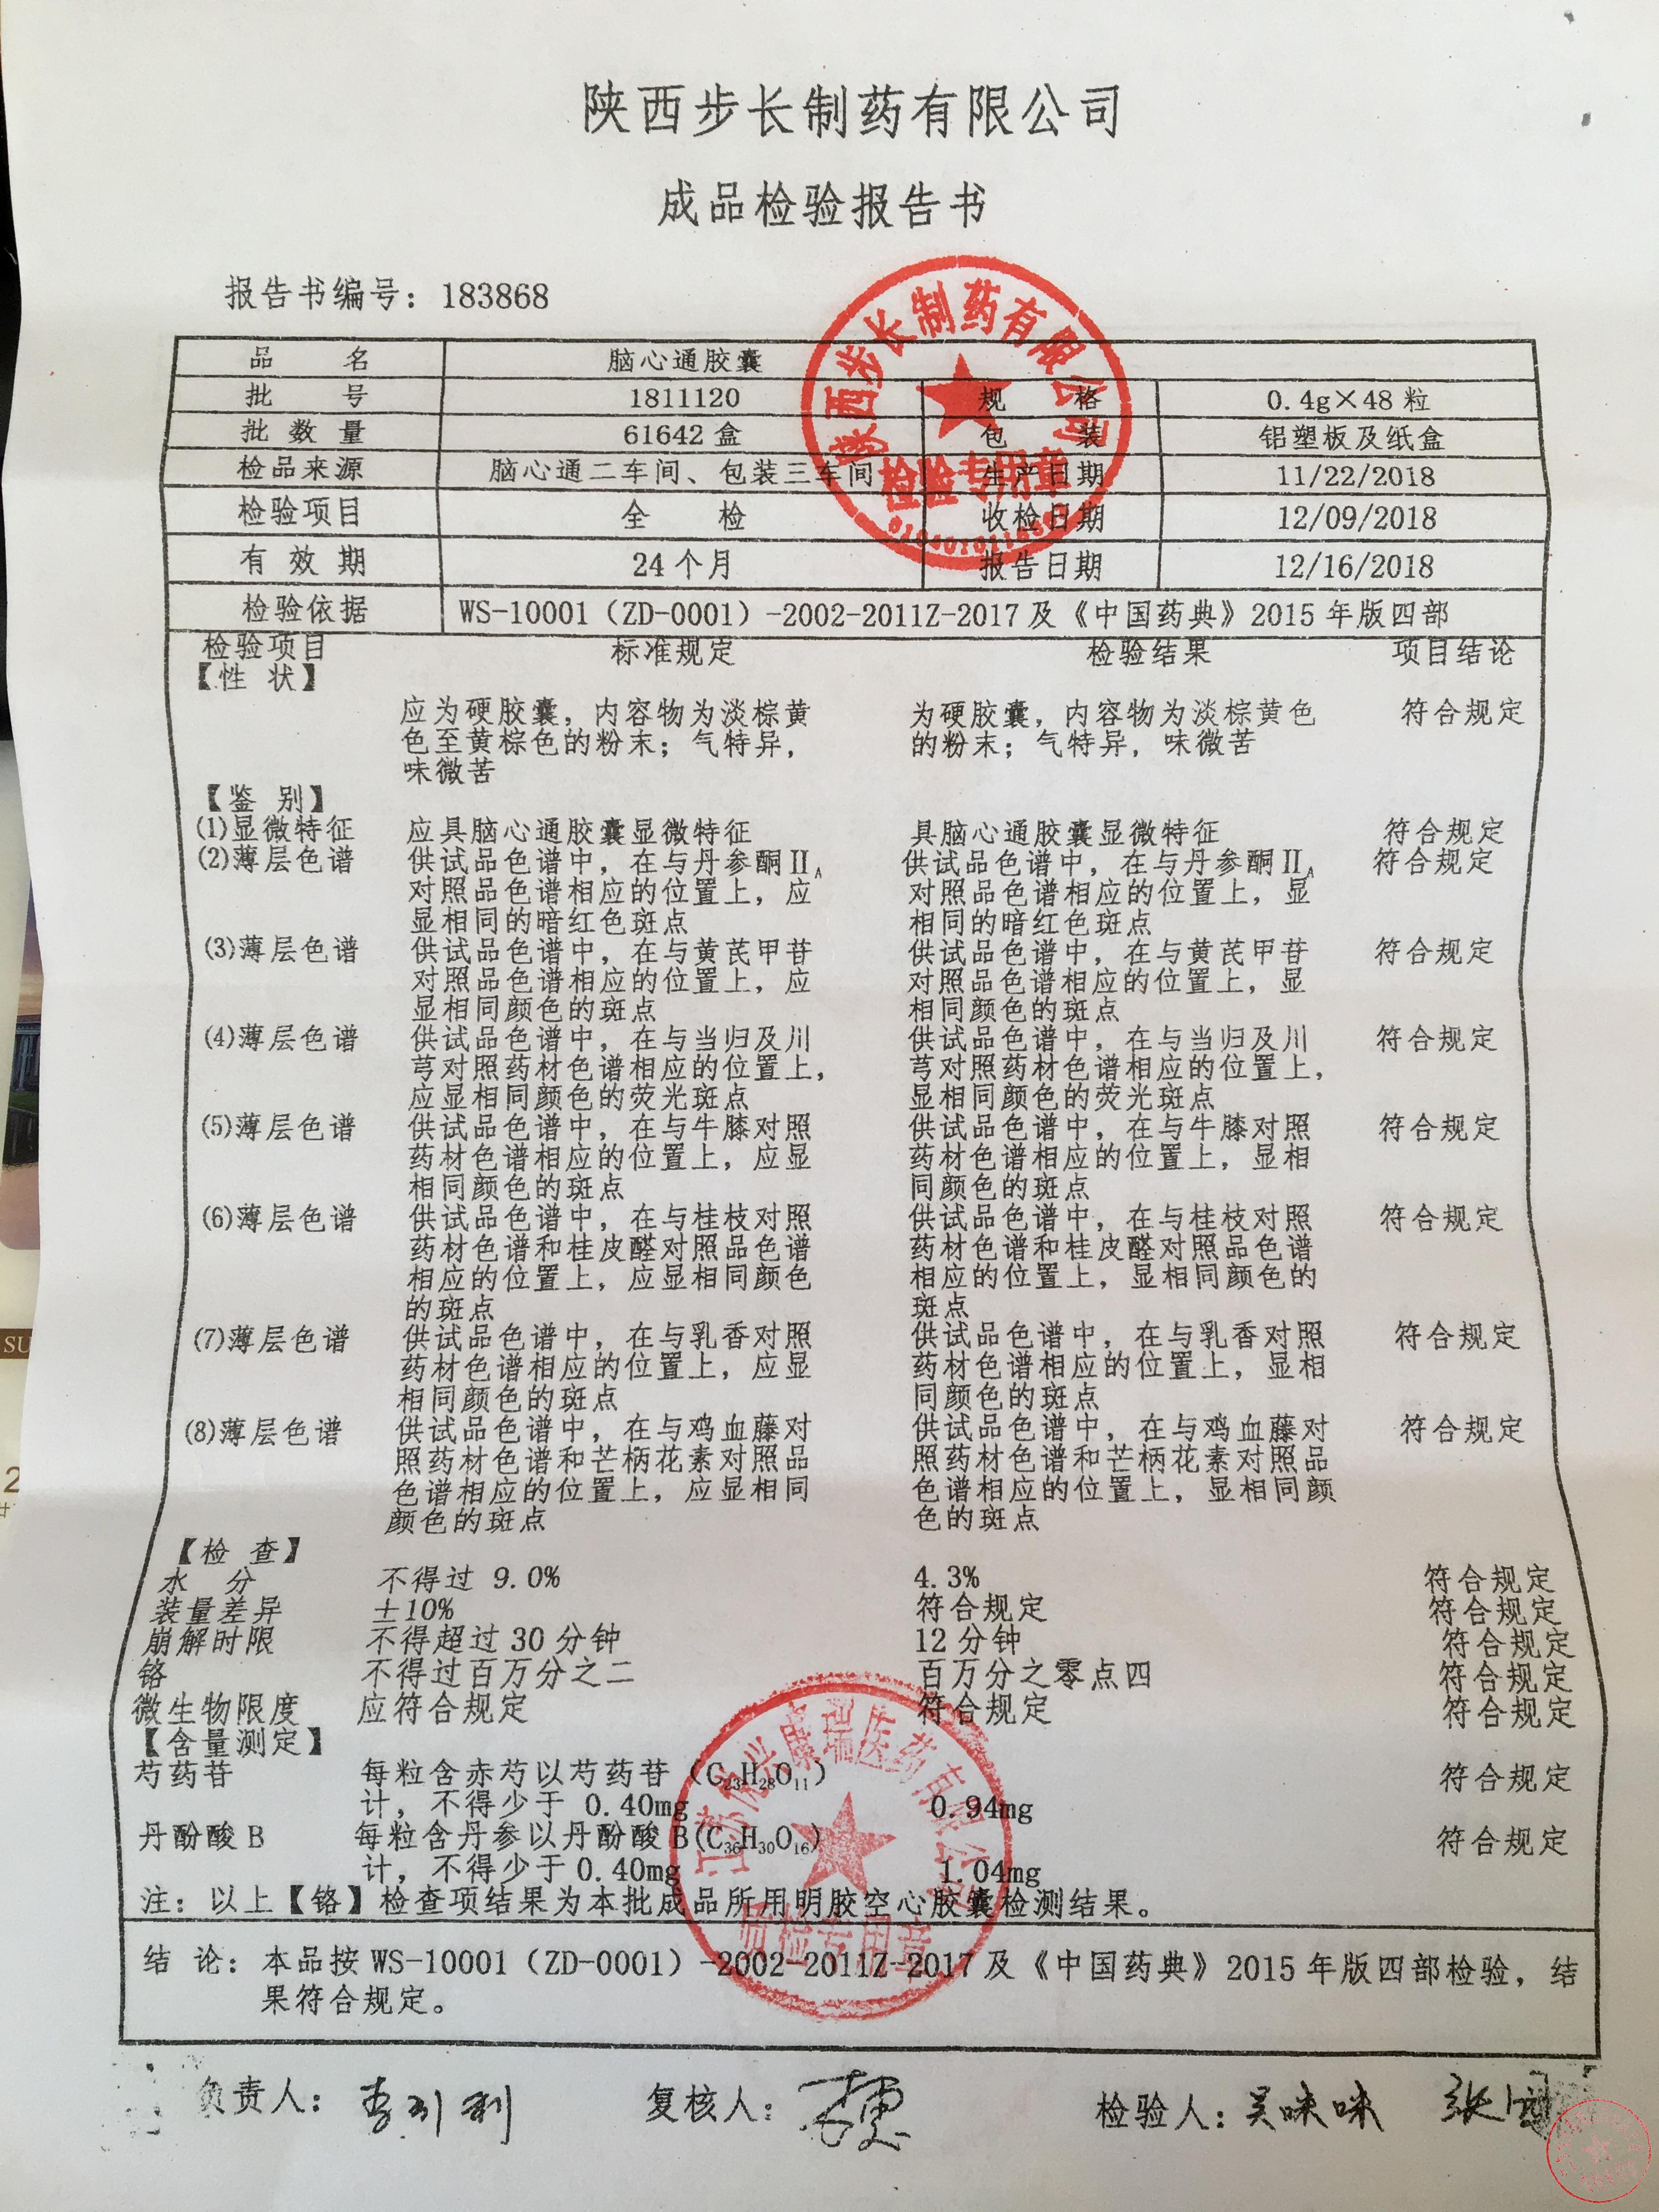 陕西步长制药有限公司
成品检验报告书
报告书编号：183868
品 名 脑心通胶囊
批 号 1811120 规 格 0.4g×48粒
批 数 量 61642盒 包 装 铝塑板及纸盒
检品来源 脑心通二车间、包装三车间 生产日期 11/22/2018
检验项目 全 检 收检日期 12/09/2018
有 效 期 24个月 报告日期 12/16/2018
检验依据 WS-10001（ZD-0001）-2002-2011Z-2017及《中国药典》2015年版四部
陕西步长制药有限公司
检验专用章
检验项目 标准规定 检验结果 项目结论
【性 状】
应为硬胶囊，内容物为淡棕黄 为硬胶囊，内容物为淡棕黄色 符合规定
色至黄棕色的粉末；气特异， 的粉末；气特异，味微苦
味微苦
【鉴 别】
(1)显微特征 应具脑心通胶囊显微特征 具脑心通胶囊显微特征 符合规定
(2)薄层色谱 供试品色谱中，在与丹参酮ⅡA 供试品色谱中，在与丹参酮ⅡA 符合规定
对照品色谱相应的位置上，应 对照品色谱相应的位置上，显
显相同的暗红色斑点 相同的暗红色斑点
(3)薄层色谱 供试品色谱中，在与黄芪甲苷 供试品色谱中，在与黄芪甲苷 符合规定
对照品色谱相应的位置上，应 对照品色谱相应的位置上，显
显相同颜色的斑点 相同颜色的斑点
(4)薄层色谱 供试品色谱中，在与当归及川 供试品色谱中，在与当归及川 符合规定
芎对照药材色谱相应的位置上， 芎对照药材色谱相应的位置上，
应显相同颜色的荧光斑点 显相同颜色的荧光斑点
(5)薄层色谱 供试品色谱中，在与牛膝对照 供试品色谱中，在与牛膝对照 符合规定
药材色谱相应的位置上，应显 药材色谱相应的位置上，显相
相同颜色的斑点 同颜色的斑点
(6)薄层色谱 供试品色谱中，在与桂枝对照 供试品色谱中，在与桂枝对照 符合规定
药材色谱和桂皮醛对照品色谱 药材色谱和桂皮醛对照品色谱
相应的位置上，应显相同颜色 相应的位置上，显相同颜色的
的斑点 斑点
(7)薄层色谱 供试品色谱中，在与乳香对照 供试品色谱中，在与乳香对照 符合规定
药材色谱相应的位置上，应显 药材色谱相应的位置上，显相
相同颜色的斑点 同颜色的斑点
(8)薄层色谱 供试品色谱中，在与鸡血藤对 供试品色谱中，在与鸡血藤对 符合规定
照药材色谱和芒柄花素对照品 照药材色谱和芒柄花素对照品
色谱相应的位置上，应显相同 色谱相应的位置上，显相同颜
颜色的斑点 色的斑点
【检 查】
水 分 不得过 9.0% 4.3% 符合规定
装量差异 ±10% 符合规定 符合规定
崩解时限 不得超过30分钟 12分钟 符合规定
铬 不得过百万分之二 百万分之零点四 符合规定
微生物限度 应符合规定 符合规定 符合规定
【含量测定】
芍药苷 每粒含赤芍以芍药苷（C23H28O11） 符合规定
计，不得少于 0.40mg 0.94mg
丹酚酸B 每粒含丹参以丹酚酸B(C36H30O16) 符合规定
计，不得少于0.40mg 1.04mg
注：以上【铬】检查项结果为本批成品所用明胶空心胶囊检测结果。
结 论：本品按WS-10001（ZD-0001）-2002-2011Z-2017及《中国药典》2015年版四部检验，结
果符合规定。
负责人：李引利 复核人： 检验人：吴咪咪
SU
2